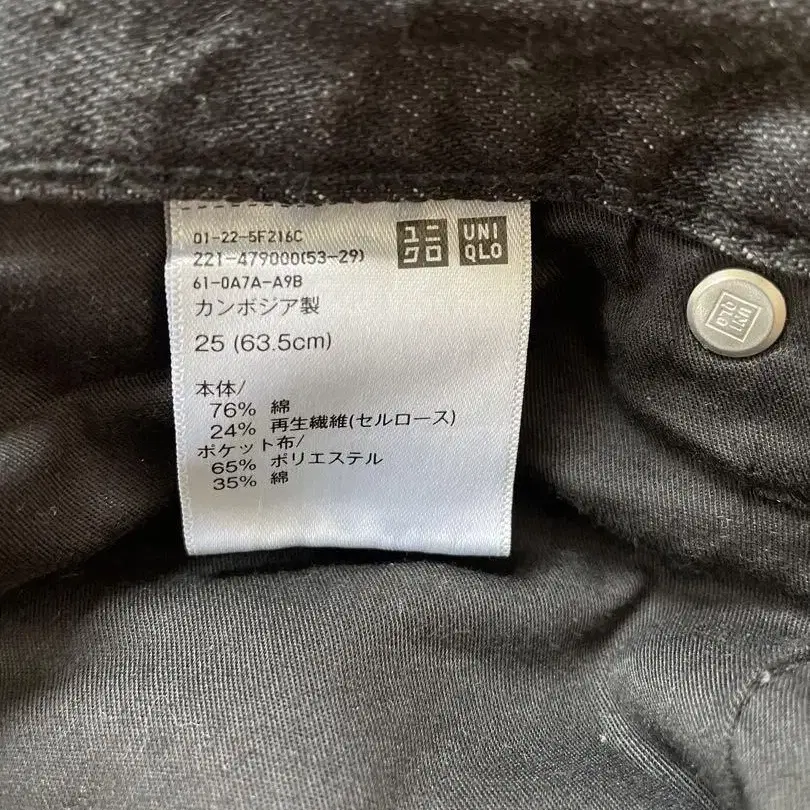 01-22-5F216C
221-479000(53-29)
61-0A7A-A9B
カンボジア製
ユニ
クロ
UNI
QLO
25 (63.5cm)
本体/
76% 綿
24% 再生繊維(セルロース)
ポケット布/
65% ポリエステル
35% 綿
UNI
QLO